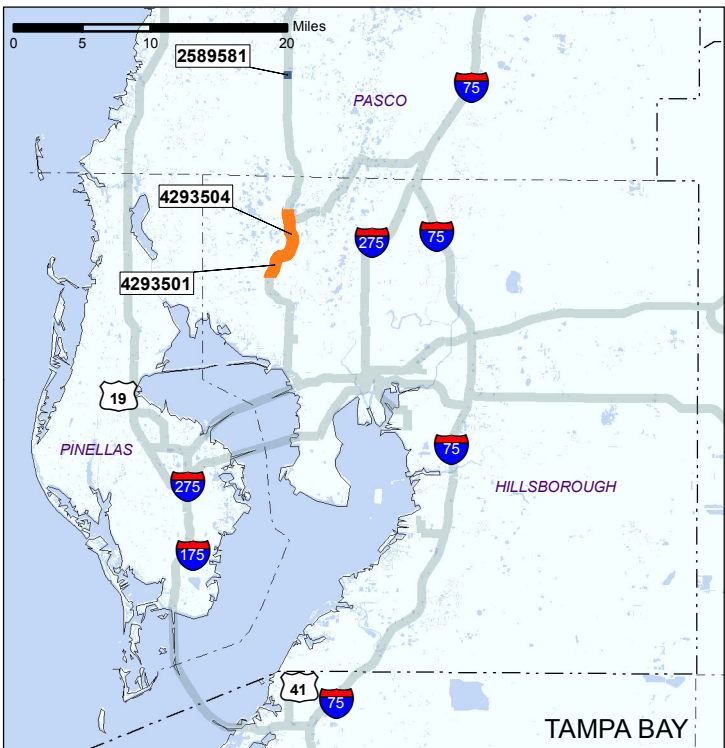 Miles
0 5 10 20
2589581
75
PASCO
4293504
275
75
4293501
19
75
PINELLAS
275
HILLSBOROUGH
175
41
75
TAMPA BAY